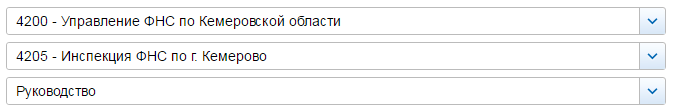 4200 - Управление ФНС по Кемеровской области
4205 - Инспекция ФНС по г. Кемерово
Руководство